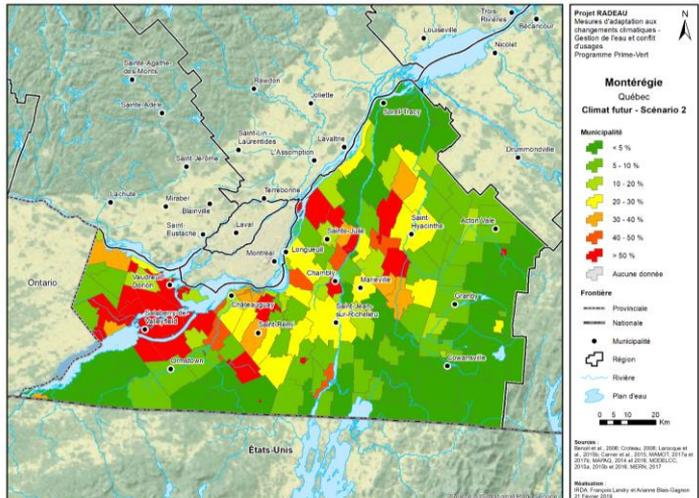 Trois-
Rivières
Bécancour
Louiseville
Nicolet
Sainte-Agathe
des-Monts
Rawdon
Joliette
Sorel-Tracy
Sainte-Adèle
Saint-Lin
Laurentides
Lavaltrie
L'Assomption
Drummondville
Saint-Jérôme
Lachute
Mirabel
Blainville
Terrebonne
Saint
Eustache
Laval
Sainte-Julie
Saint-
Hyacinthe
Acton Vale
Montréal
Longueuil
Ontario
Vaudreuil
Dorion
Chambly
Marieville
Châteauguay
Granby
Salaberry-de
Valleyfield
Saint-Rémi
Saint-Jean
sur-Richelieu
Ormstown
Cowansville
États-Unis
Projet RADEAU
Mesures d'adaptation aux
changements climatiques -
Gestion de l'eau et conflit
d'usages
Programme Prime-Vert
N
Montérégie
Québec
Climat futur - Scénario 2
Municipalité
< 5 %
5 - 10 %
10 - 20 %
20 - 30 %
30 - 40 %
40 - 50 %
> 50 %
Aucune donnée
Frontière
Provinciale
Nationale
Municipalité
Région
Rivière
Plan d'eau
0 5 10 20
Km
Sources :
Réalisation :
IRDA, François Landry et Ariane Blais-Gagnon
21 Février 2018